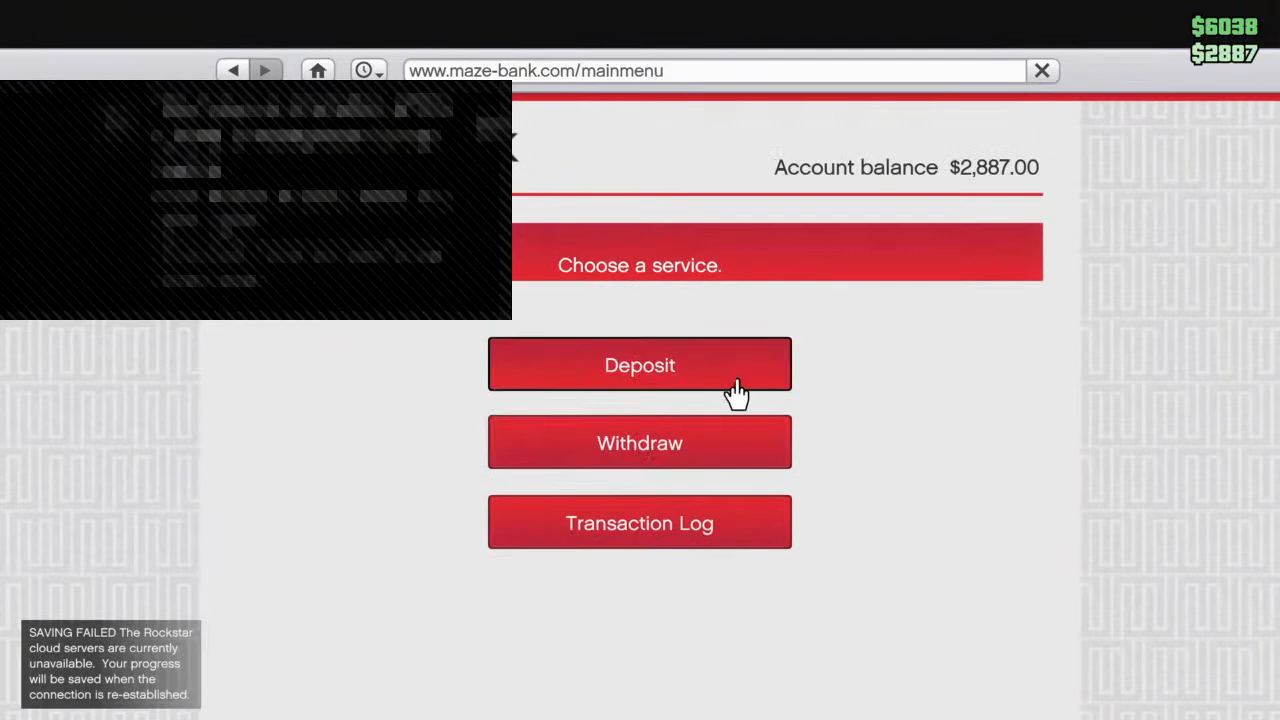 $6038
www.maze-bank.com/mainmenu
$2887
Account balance $2,887.00
Choose a service.
Deposit
Withdraw
Transaction Log
SAVING FAILED The Rockstar
cloud servers are currently
unavailable. Your progress
will be saved when the
connection is re-established.